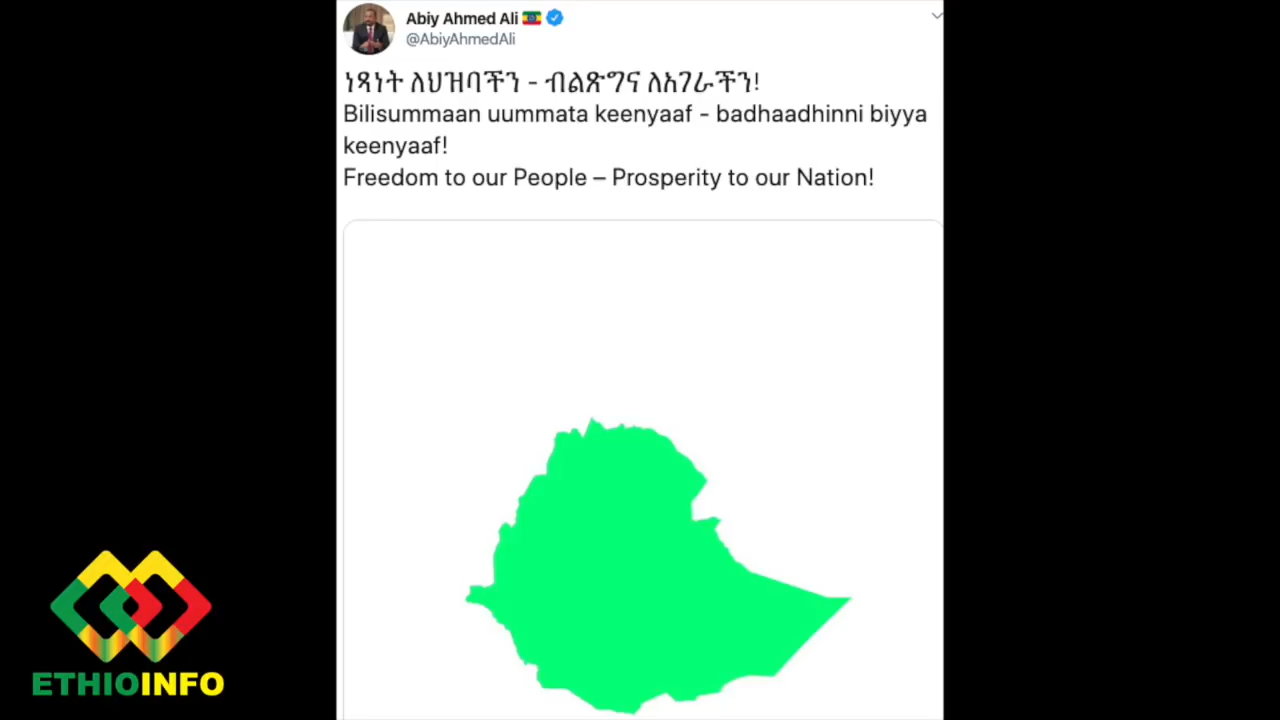 Abiy Ahmed Ali
@AbiyAhmedAli
ነጻነት ለህዝባችን - ብልጽግና ለአገራችን!
Bilisummaan uummata keenyaaf - badhaadhinni biyya
keenyaaf!
Freedom to our People – Prosperity to our Nation!
ETHIOINFO